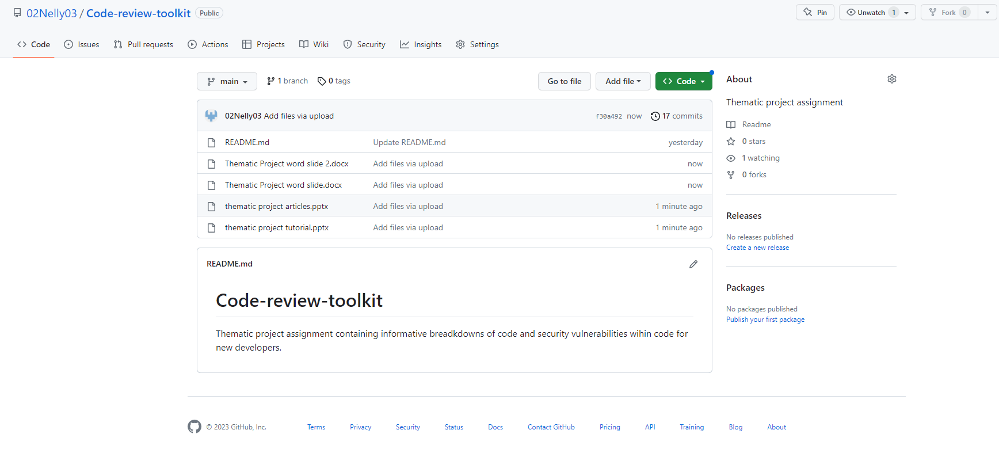 02Nelly03 / Code-review-toolkit Public
Pin Unwatch 1 Fork 0
Code Issues Pull requests Actions Projects Wiki Security Insights Settings
main 1 branch 0 tags Go to file Add file Code
02Nelly03 Add files via upload f30a492 now 17 commits
README.md Update README.md yesterday
Thematic Project word slide 2.docx Add files via upload now
Thematic Project word slide.docx Add files via upload now
thematic project articles.pptx Add files via upload 1 minute ago
thematic project tutorial.pptx Add files via upload 1 minute ago
README.md
Code-review-toolkit
Thematic project assignment containing informative breadkdowns of code and security vulnerabilities wihin code for
new developers.
About
Thematic project assignment
Readme
0 stars
1 watching
0 forks
Releases
No releases published
Create a new release
Packages
No packages published
Publish your first package
© 2023 GitHub, Inc. Terms Privacy Security Status Docs Contact GitHub Pricing API Training Blog About